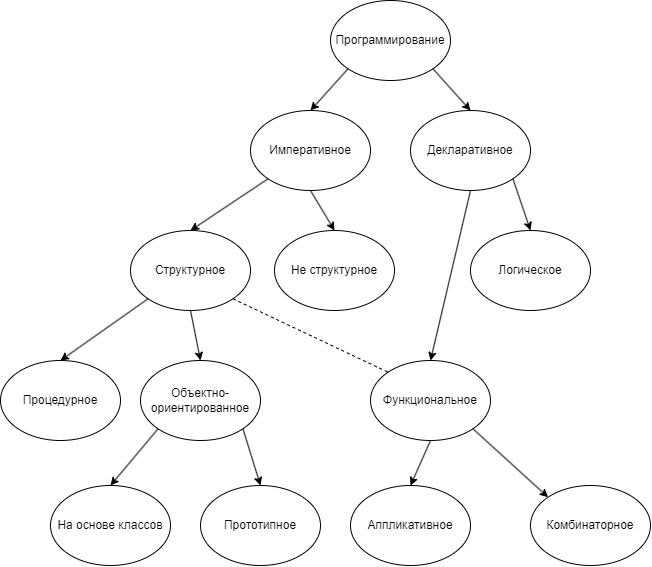 Программирование
Императивное
Декларативное
Структурное
Не структурное
Логическое
Процедурное
Объектно-
ориентированное
Функциональное
На основе классов
Прототипное
Аппликативное
Комбинаторное